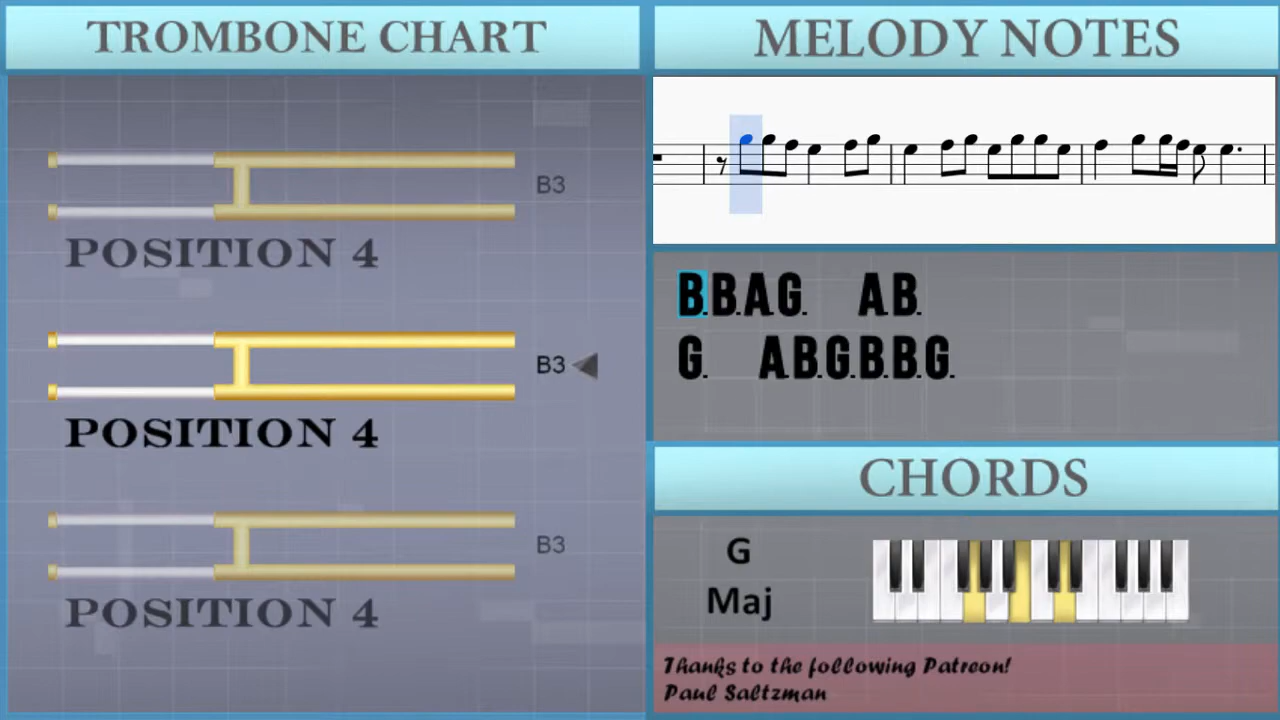 TROMBONE CHART
B3
POSITION 4
B3
POSITION 4
B3
POSITION 4
MELODY NOTES
B.B.A.G. A.B.
G. A.B.G.B.B.G.
CHORDS
G
Maj
Thanks to the following Patreon!
Paul Saltzman